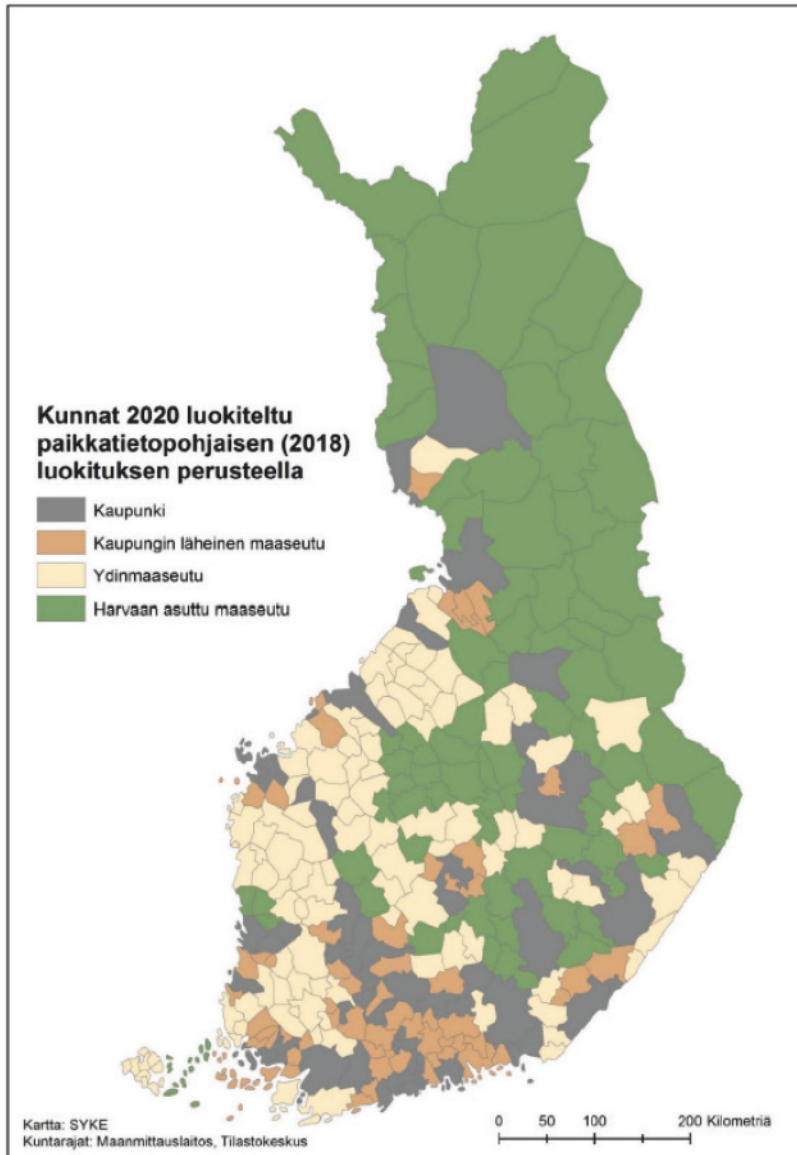 Kunnat 2020 luokiteltu
paikkatietopohjaisen (2018)
luokituksen perusteella
Kaupunki
Kaupungin läheinen maaseutu
Ydinmaaseutu
Harvaan asuttu maaseutu
Kartta: SYKE
Kuntarajat: Maanmittauslaitos, Tilastokeskus
0 50 100 200 Kilometriä